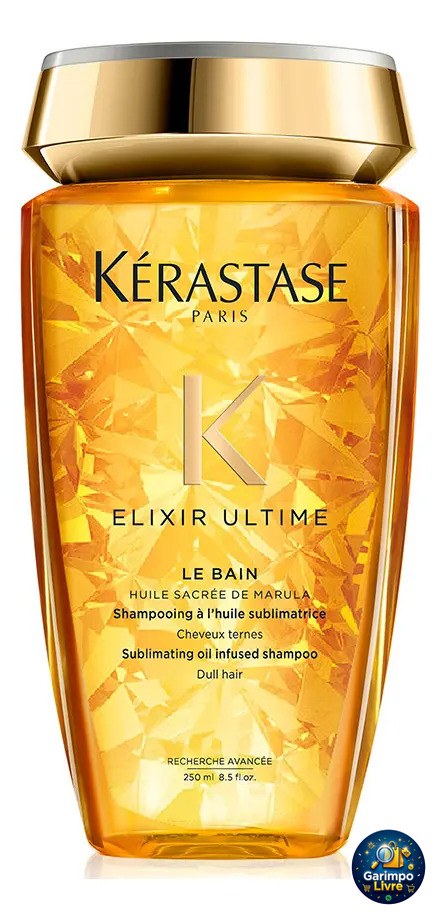 KÉRASTASE
PARIS
K
ELIXIR ULTIME
LE BAIN
HUILE SACRÉE DE MARULA
Shampooing à l'huile sublimatrice
Cheveux ternes
Sublimating oil infused shampoo
Dull hair
RECHERCHE AVANCÉE
250 ml 8.5 fl.oz.
Garimpo
Livre